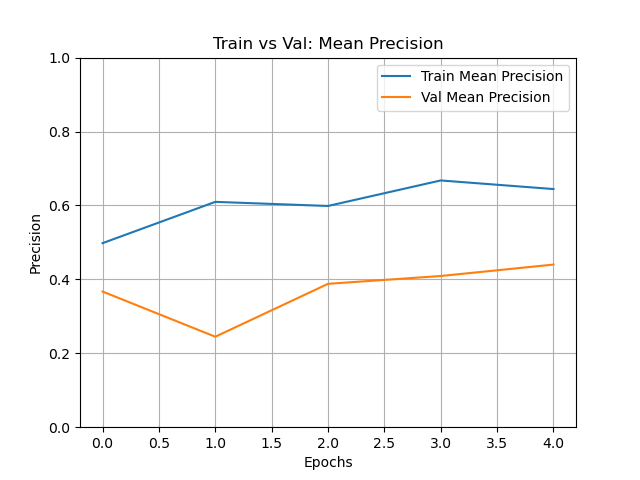 Train vs Val: Mean Precision
1.0
0.8
0.6
0.4
0.2
0.0
Precision
Train Mean Precision
Val Mean Precision
0.0 0.5 1.0 1.5 2.0 2.5 3.0 3.5 4.0
Epochs